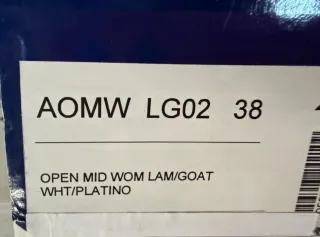 AOMW LG02 38
OPEN MID WOM LAM/GOAT
WHT/PLATINO